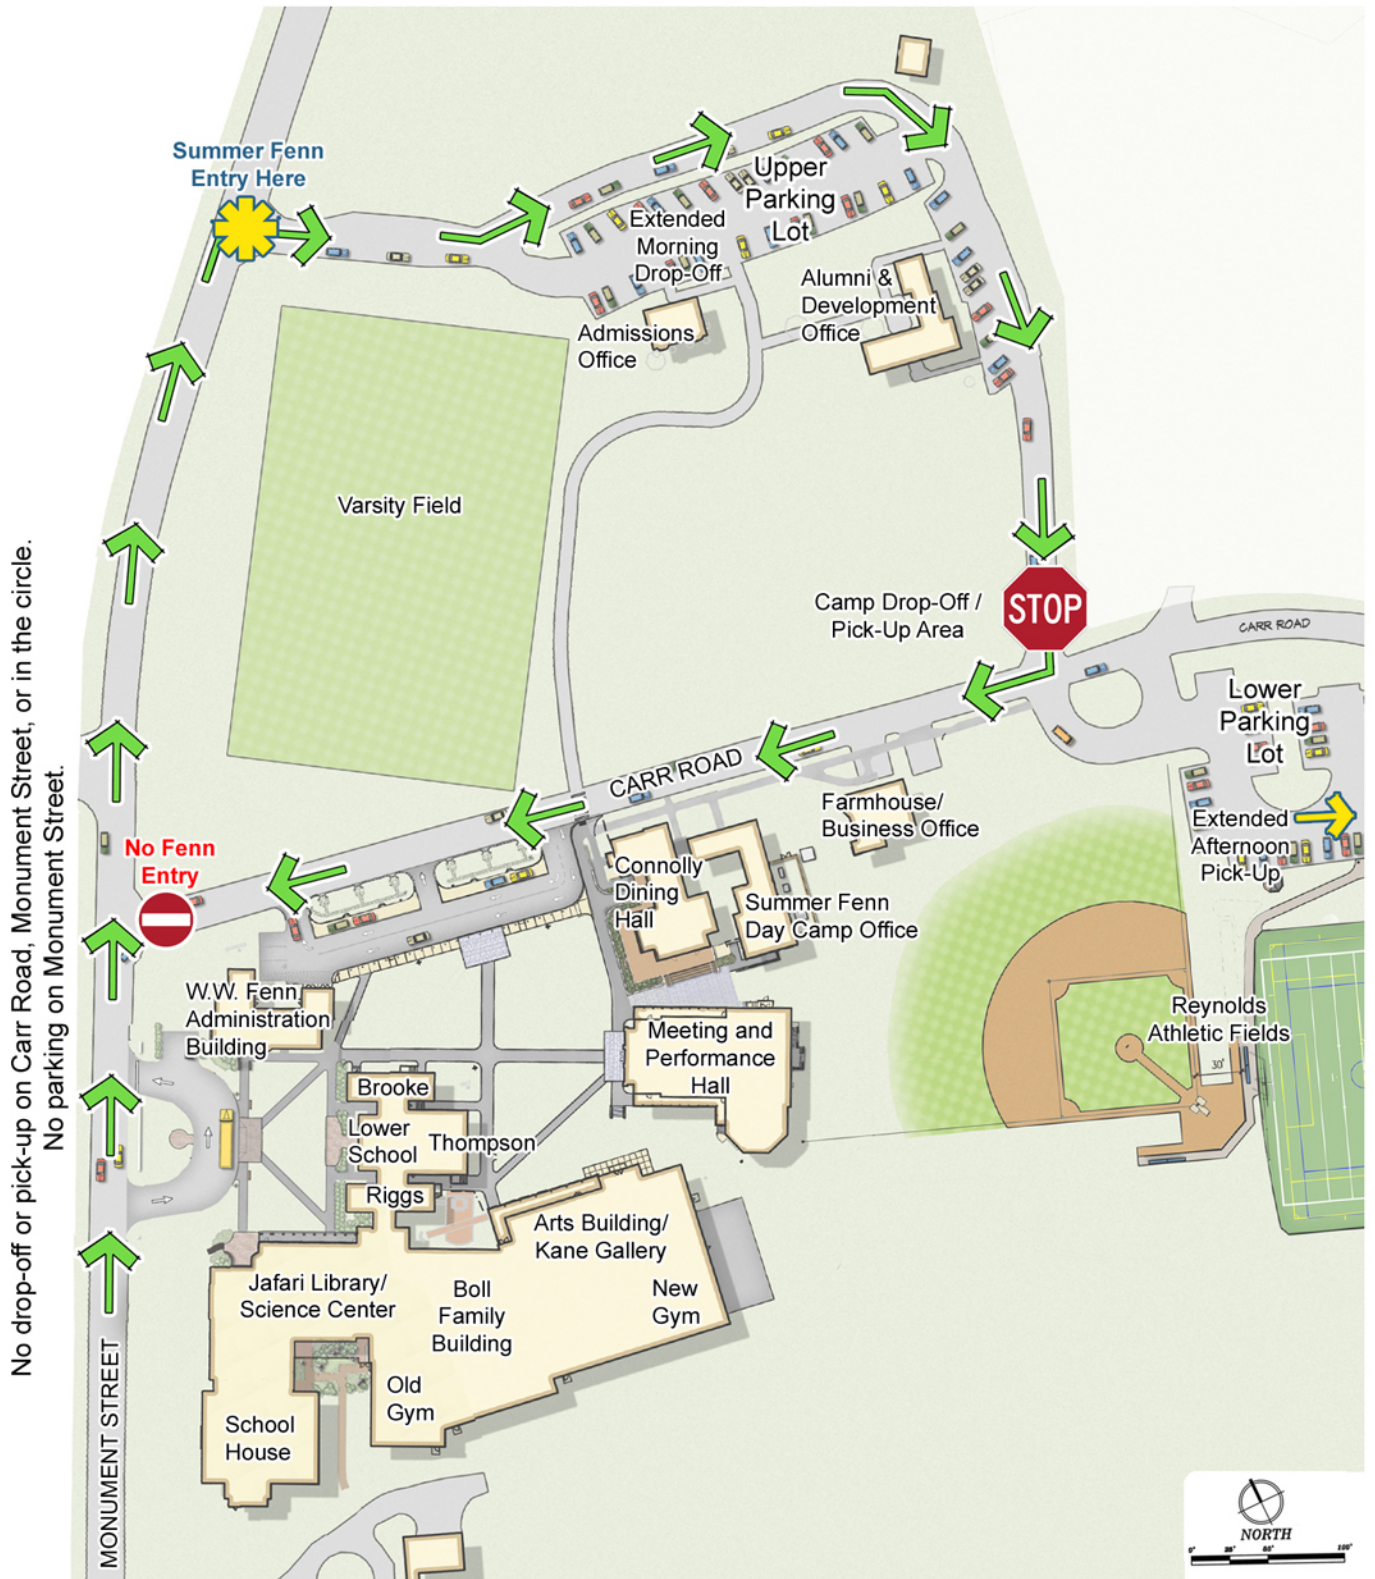 Summer Fenn
Entry Here
Upper
Parking
Lot
Extended
Morning
Drop-Off
Alumni &
Development
Office
Admissions
Office
Varsity Field
No drop-off or pick-up on Carr Road, Monument Street, or in the circle.
No parking on Monument Street.
Camp Drop-Off /
Pick-Up Area
STOP
CARR ROAD
Lower
Parking
Lot
CARR ROAD
Farmhouse/
Business Office
Extended
Afternoon
Pick-Up
No Fenn
Entry
Connolly
Dining
Hall
Summer Fenn
Day Camp Office
W.W. Fenn
Administration
Building
Meeting and
Performance
Hall
Reynolds
Athletic Fields
30'
Brooke
Lower
School
Thompson
Riggs
Arts Building/
Kane Gallery
Jafari Library/
Science Center
Boll
Family
Building
New
Gym
Old
Gym
School
House
MONUMENT STREET
NORTH
0' 25' 50' 100'